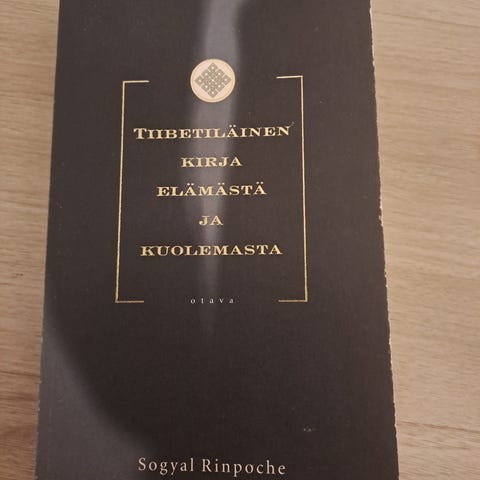 Tiibetiläinen
kirja
elämästä
ja
kuolemasta
otava
Sogyal Rinpoche